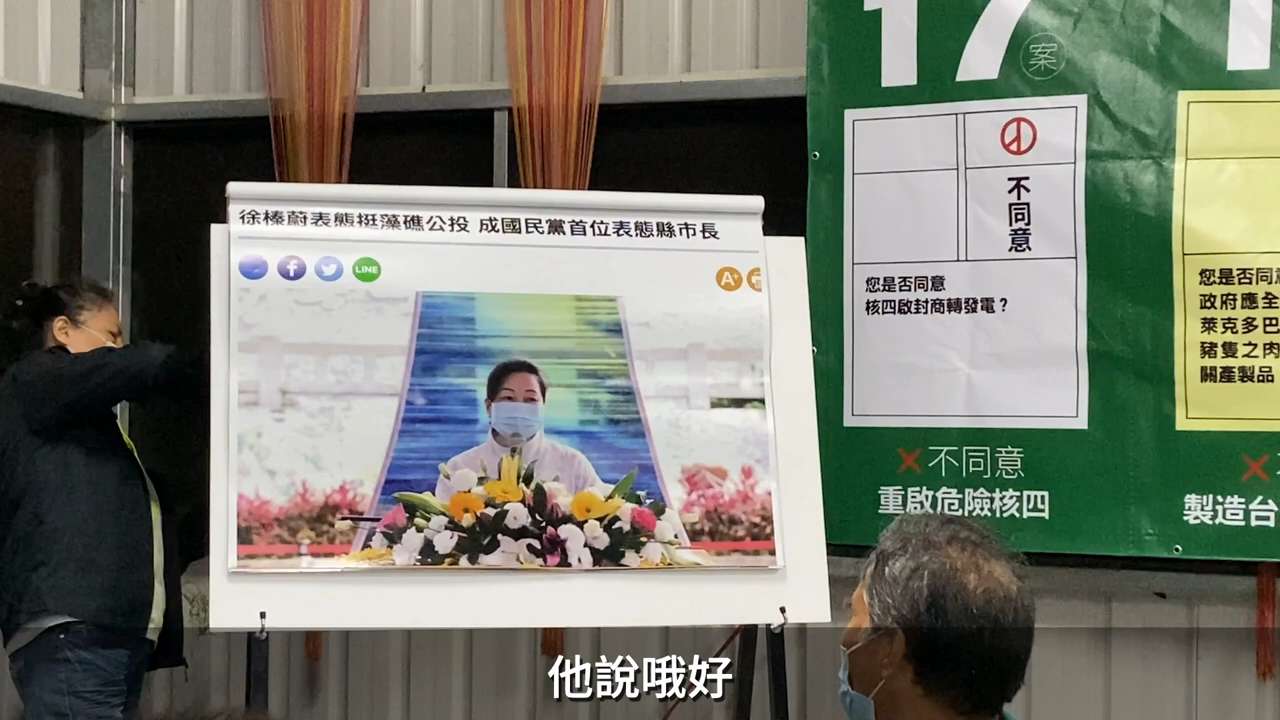 徐榛蔚表態挺藻礁公投 成國民黨首位表態縣市長
f
LINE
A+
17
案
不同意
您是否同意
核四啟封商轉發電？
不同意
重啟危險核四
1
您是否同意
政府應全
萊克多巴
豬隻之肉
關產製品
製造台
他說哦好